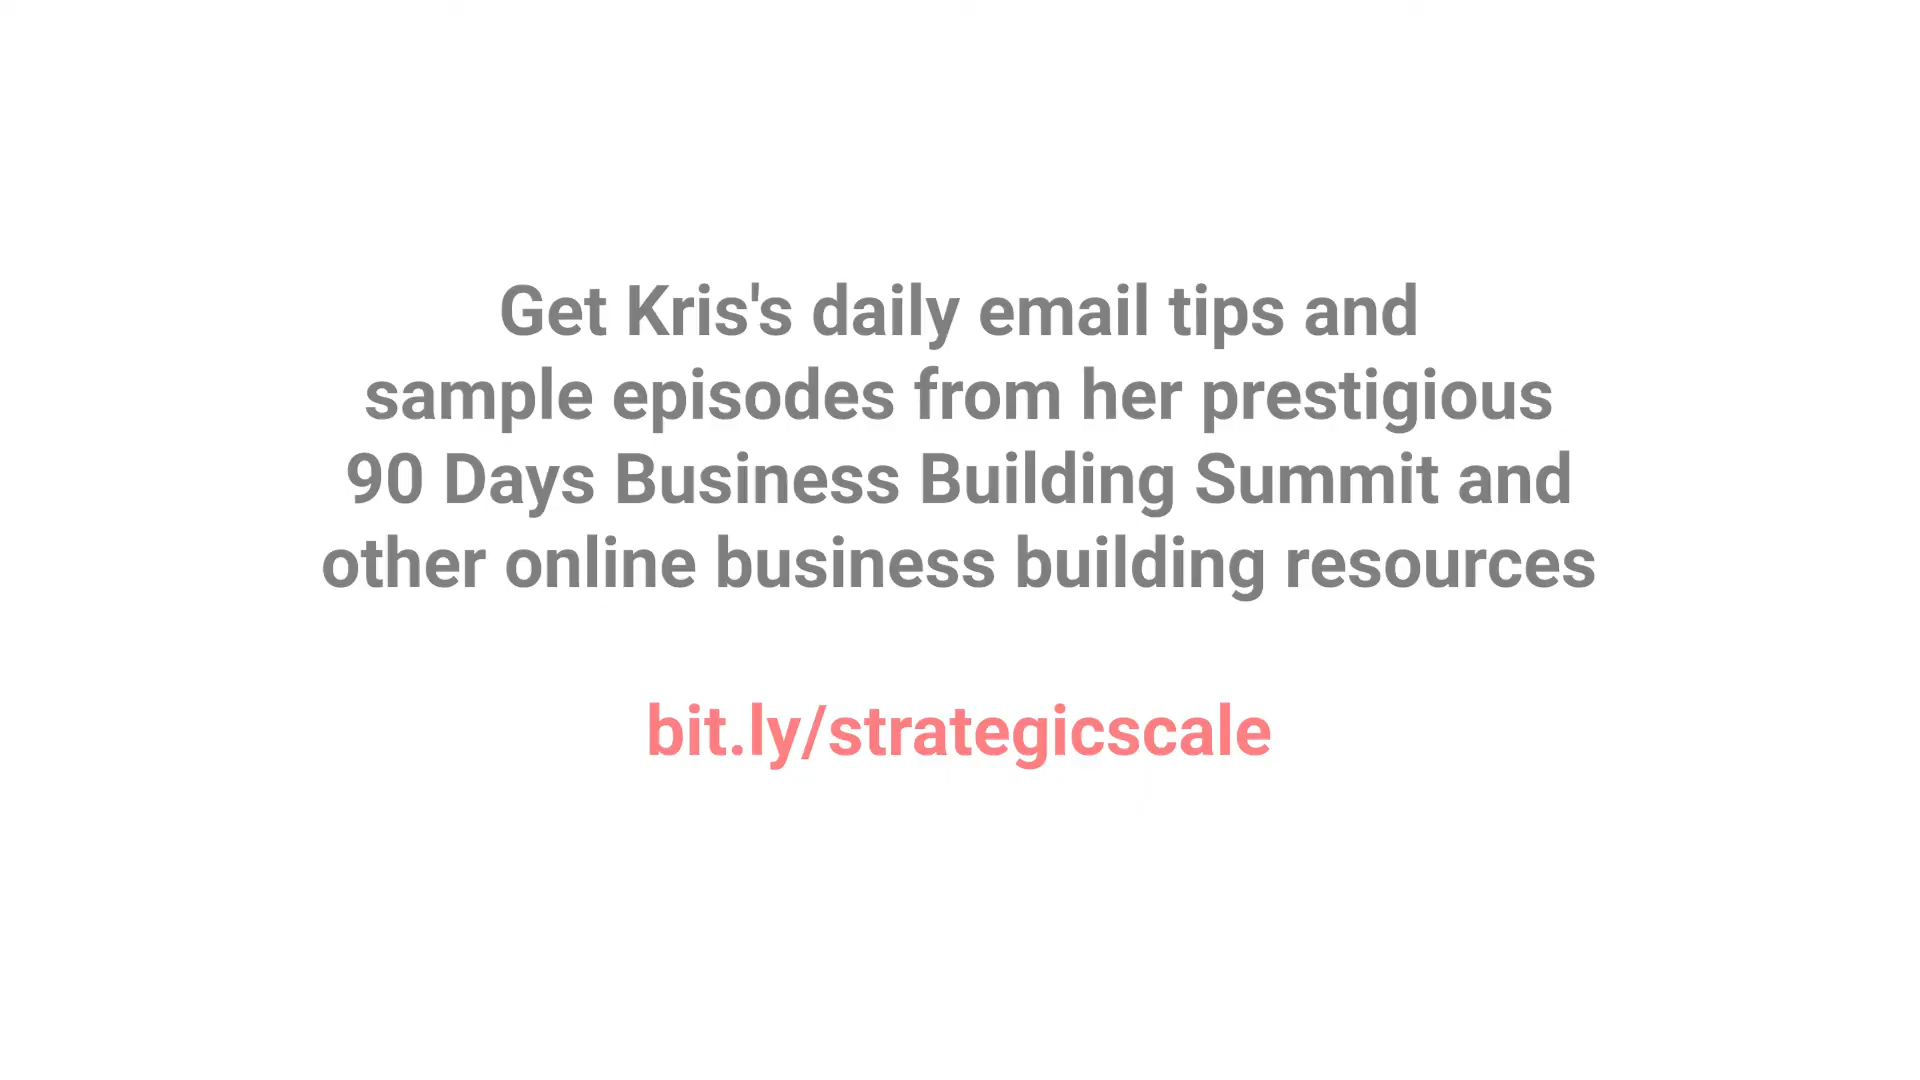 Get Kris's daily email tips and
sample episodes from her prestigious
90 Days Business Building Summit and
other online business building resources
bit.ly/strategicscale